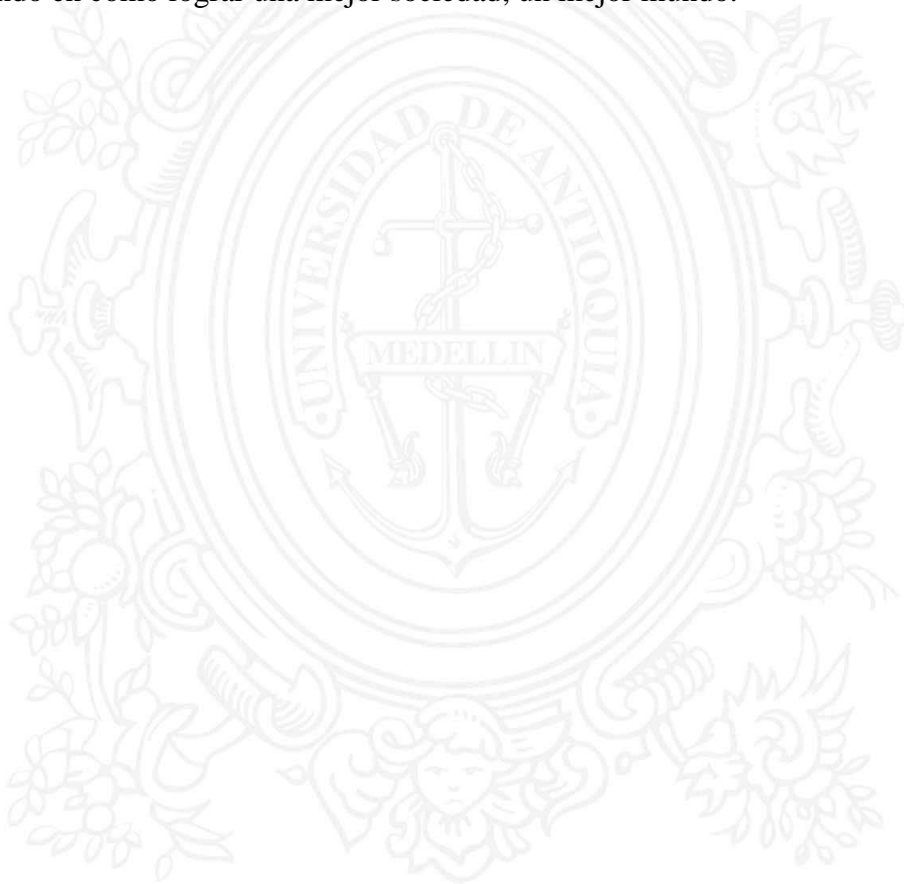 ndo en cómo lograr una mejor sociedad, un mejor mundo.
UNIVERSIDAD DE ANTIOQUIA
MEDELLIN